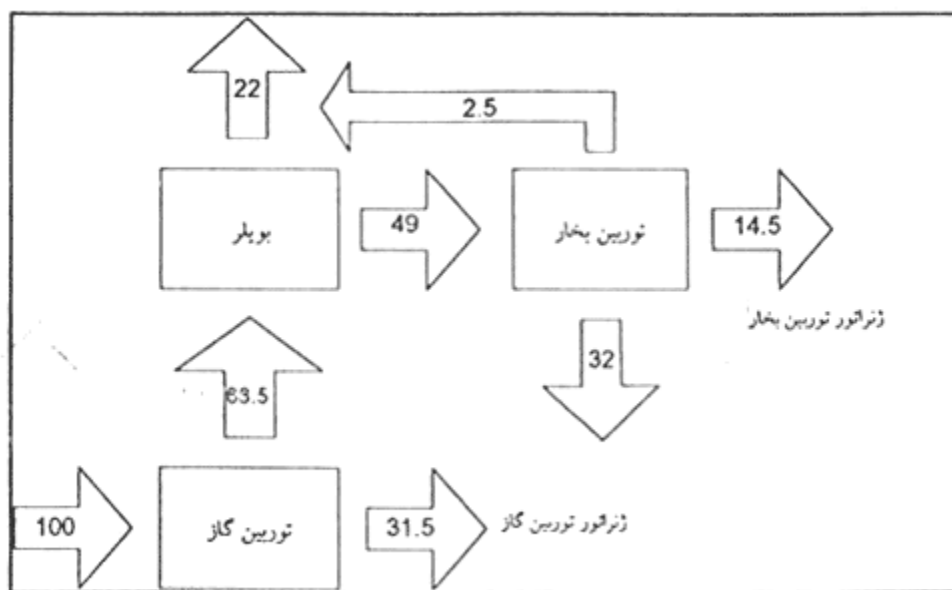 22
2.5
بویلر
49
توربین بخار
14.5
ژنراتور توربین بخار
63.5
32
100
توربین گاز
31.5
ژنراتور توربین گاز